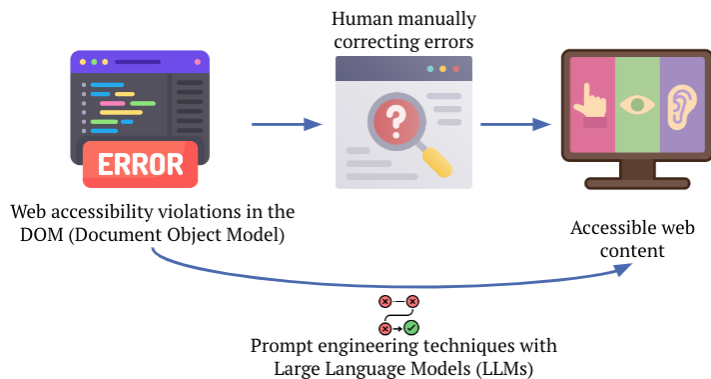 Human manually
correcting errors
?
ERROR
Web accessibility violations in the
DOM (Document Object Model)
Accessible web
content
Prompt engineering techniques with
Large Language Models (LLMs)